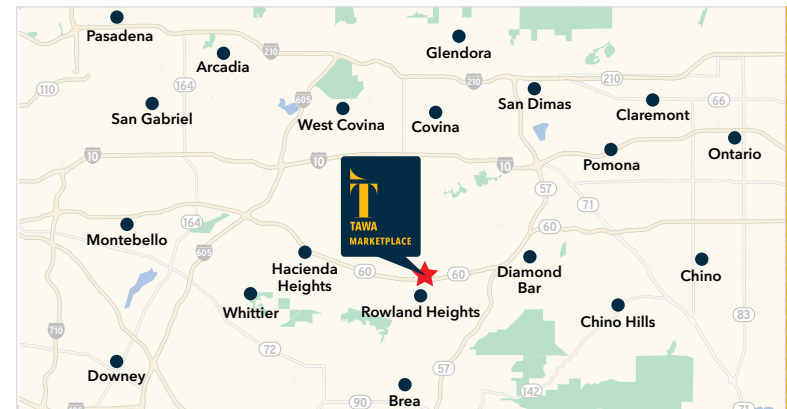 Pasadena
Glendora
210
Arcadia
210
210
110
164
605
San Dimas
66
San Gabriel
West Covina
Covina
Claremont
10
10
10
Pomona
Ontario
57
TAWA
MARKETPLACE
71
164
60
Montebello
605
Hacienda
Heights
60
60
Diamond
Bar
Chino
Whittier
Rowland Heights
Chino Hills
83
710
72
57
Downey
142
90
Brea
71